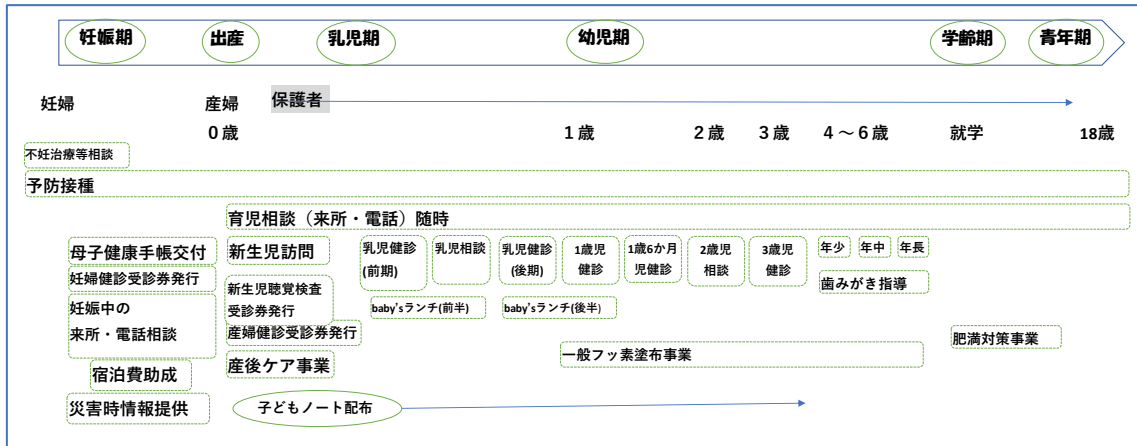 妊娠期 出産 乳児期 幼児期 学齢期 青年期
妊婦 産婦 保護者
0歳 1歳 2歳 3歳 4～6歳 就学 18歳
不妊治療等相談
予防接種
育児相談（来所・電話）随時
母子健康手帳交付
妊婦健診受診券発行
妊娠中の
来所・電話相談
宿泊費助成
災害時情報提供
新生児訪問
新生児聴覚検査
受診券発行
産婦健診受診券発行
産後ケア事業
子どもノート配布
乳児健診
(前期)
乳児相談
乳児健診
(後期)
1歳児
健診
1歳6か月
児健診
2歳児
相談
3歳児
健診
年少 年中 年長
歯みがき指導
baby'sランチ(前半)
baby'sランチ(後半)
一般フッ素塗布事業
肥満対策事業